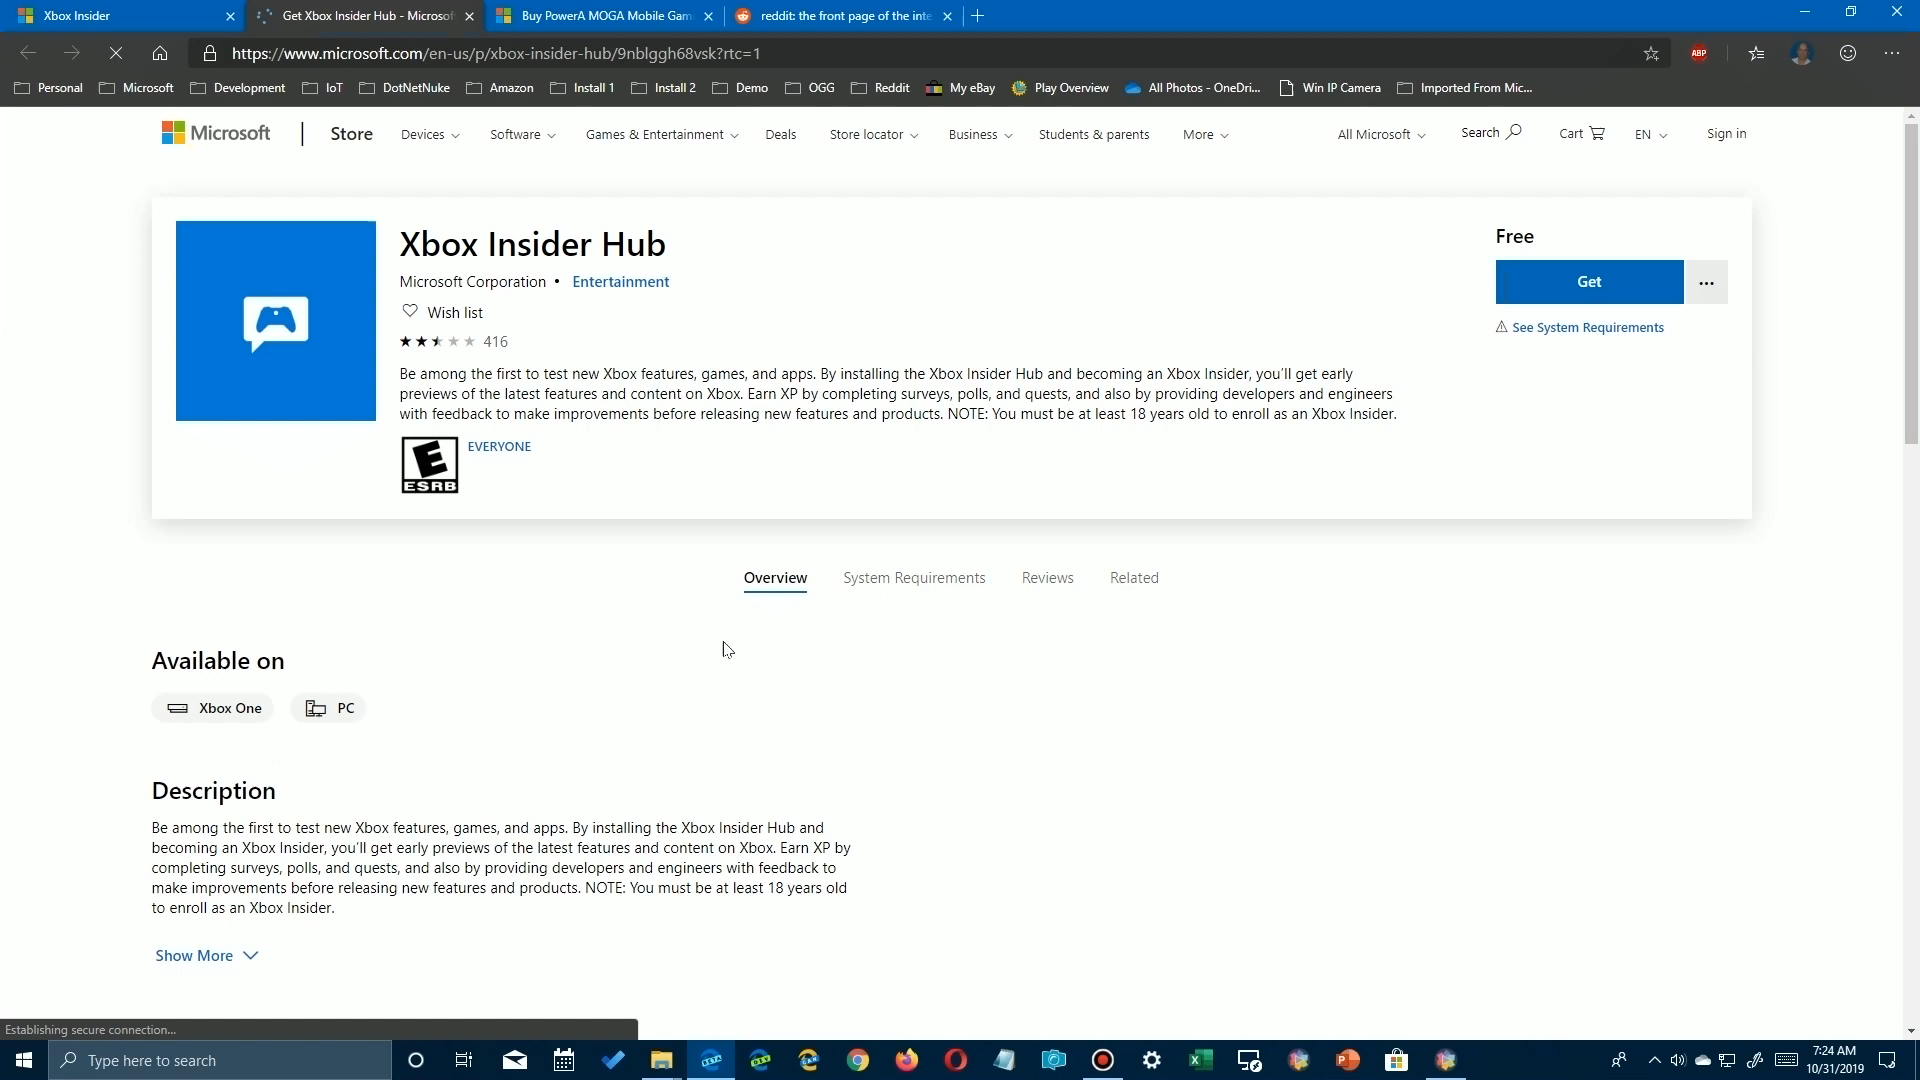 Xbox Insider
Get Xbox Insider Hub - Microsof
Buy PowerA MOGA Mobile Gam
reddit: the front page of the inte
https://www.microsoft.com/en-us/p/xbox-insider-hub/9nblggh68vsk?rtc=1
ABP
Personal
Microsoft
Development
IoT
DotNetNuke
Amazon
Install 1
Install 2
Demo
OGG
Reddit
My eBay
Play Overview
All Photos - OneDri...
Win IP Camera
Imported From Mic...
Microsoft
Store
Devices
Software
Games & Entertainment
Deals
Store locator
Business
Students & parents
More
All Microsoft
Search
Cart
EN
Sign in
Xbox Insider Hub
Microsoft Corporation • Entertainment
Wish list
416
Be among the first to test new Xbox features, games, and apps. By installing the Xbox Insider Hub and becoming an Xbox Insider, you'll get early
previews of the latest features and content on Xbox. Earn XP by completing surveys, polls, and quests, and also by providing developers and engineers
with feedback to make improvements before releasing new features and products. NOTE: You must be at least 18 years old to enroll as an Xbox Insider.
E
ESRB
EVERYONE
Free
Get
...
See System Requirements
Overview
System Requirements
Reviews
Related
Available on
Xbox One
PC
Description
Be among the first to test new Xbox features, games, and apps. By installing the Xbox Insider Hub and
becoming an Xbox Insider, you'll get early previews of the latest features and content on Xbox. Earn XP by
completing surveys, polls, and quests, and also by providing developers and engineers with feedback to
make improvements before releasing new features and products. NOTE: You must be at least 18 years old
to enroll as an Xbox Insider.
Show More
Establishing secure connection...
Type here to search
BETA
DEV
CAN
7:24 AM
10/31/2019